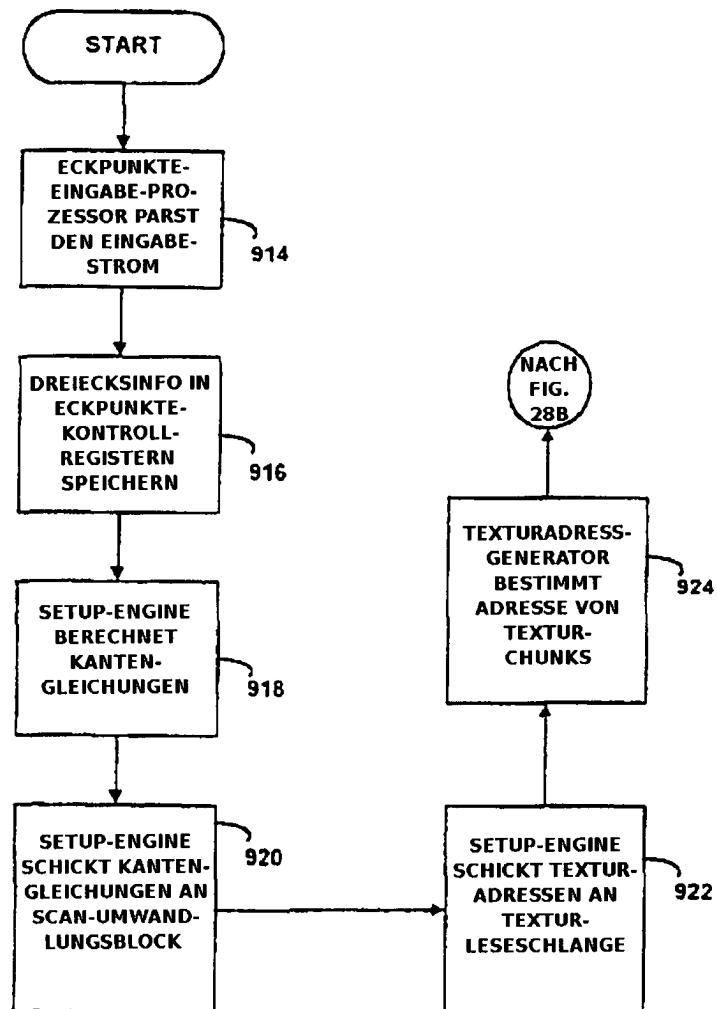 START
ECKPUNKTE-
EINGABE-PRO-
ZESSOR PARST
DEN EINGABE-
STROM
914
DREIECKSINFO IN
ECKPUNKTE-
KONTROLL-
REGISTERN
SPEICHERN
916
SETUP-ENGINE
BERECHNET
KANTEN-
GLEICHUNGEN
918
SETUP-ENGINE
SCHICKT KANTEN-
GLEICHUNGEN AN
SCAN-UMWAND-
LUNGSBLOCK
920
SETUP-ENGINE
SCHICKT TEXTUR-
ADRESSEN AN
TEXTUR-
LESESCHLANGE
922
TEXTURADRESS-
GENERATOR
BESTIMMT
ADRESSE VON
TEXTUR-
CHUNKS
924
NACH
FIG.
28B